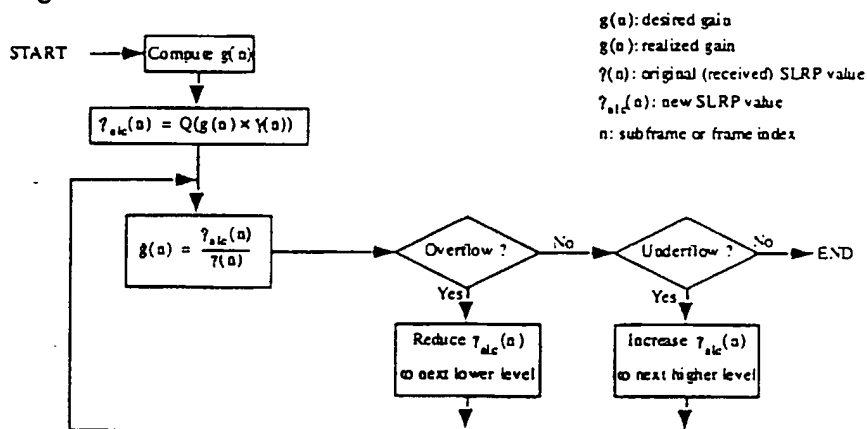 g(n): desired gain
ĝ(n): realized gain
γ̂(n): original (received) SLRP value
γ̂alc(n): new SLRP value
n: subframe or frame index
START
Compute g(n)
γ̂alc(n) = Q(g(n) × γ̂(n))
ĝ(n) = γ̂alc(n) / γ̂(n)
Overflow ?
No
Underflow ?
No
END
Yes
Yes
Reduce γ̂alc(n)
to next lower level
Increase γ̂alc(n)
to next higher level